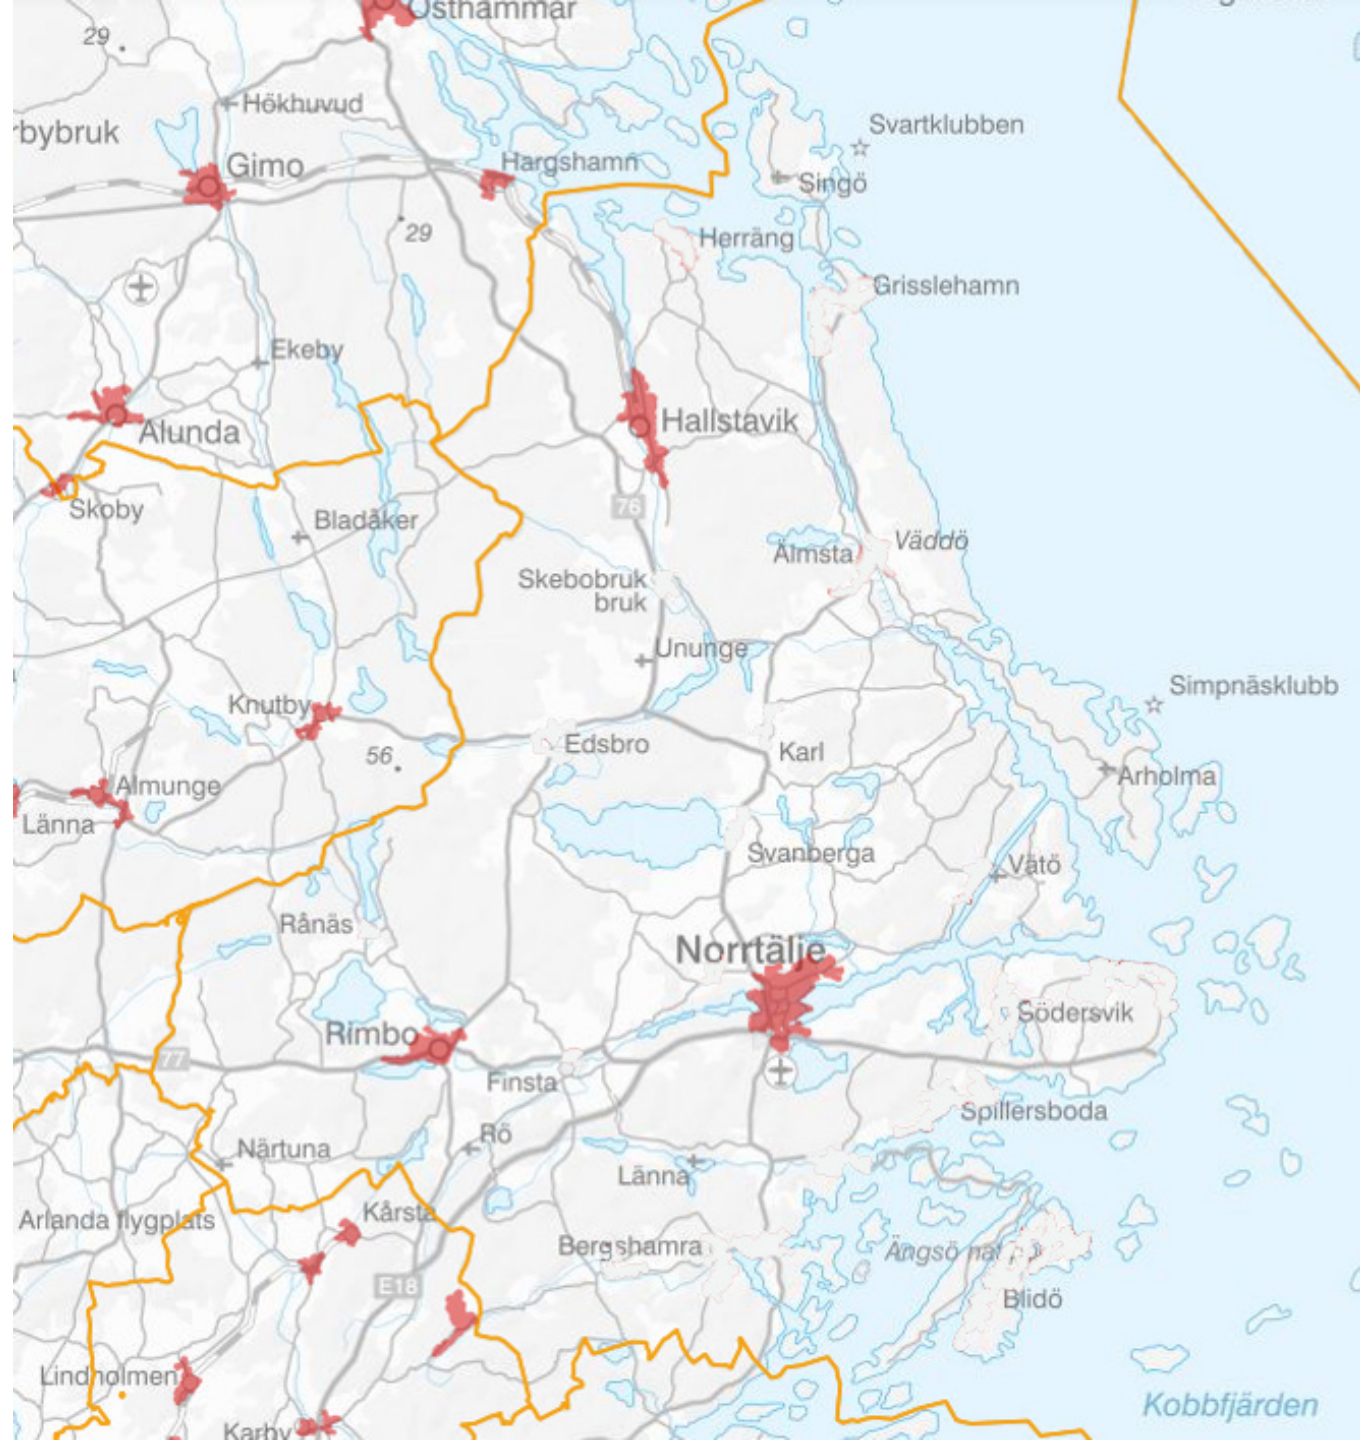 Östhammar
29
Hökhuvud
rbybruk
Svartklubben
Gimo
Hargshamn
Singö
29
Herräng
Grisslehamn
Ekeby
Hallstavik
Alunda
76
Skoby
Bladåker
Väddö
Älmsta
Skebobruk
bruk
Ununge
Simpnäsklubb
Knutby
Edsbro
Karl
56
Arholma
Almunge
Länna
Svanberga
Vätö
Rånäs
Norrtälje
Södersvik
Rimbo
77
Finsta
Spillersboda
Rö
Närtuna
Länna
Kårsta
Arlanda flygplats
Bergshamra
Ängsö nat
E18
Blidö
Lindholmen
Kobbfjärden
Karby